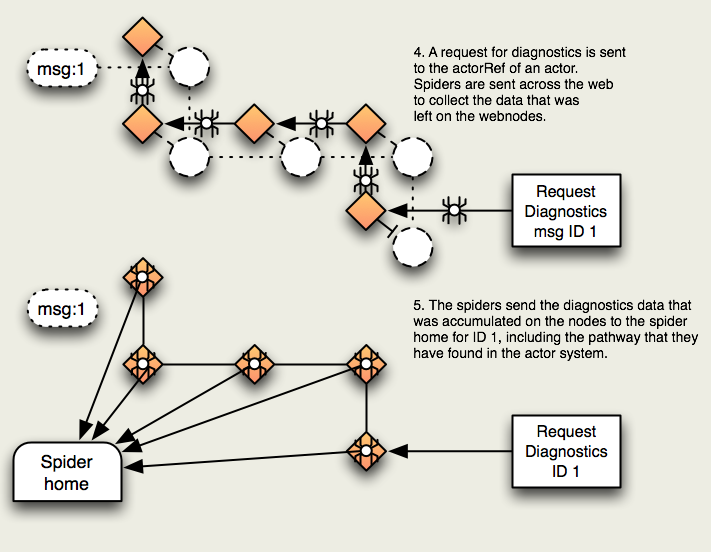 4. A request for diagnostics is sent
to the actorRef of an actor.
Spiders are sent across the web
to collect the data that was
left on the webnodes.
msg:1
Request
Diagnostics
msg ID 1
msg:1
5. The spiders send the diagnostics data that
was accumulated on the nodes to the spider
home for ID 1, including the pathway that they
have found in the actor system.
Request
Diagnostics
ID 1
Spider
home